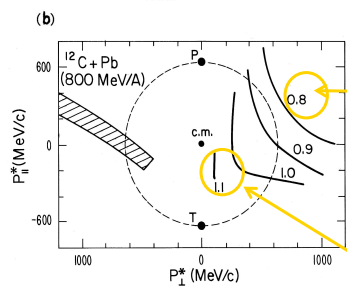 (b)
¹²C + Pb
(800 MeV/A)
P
600
0.8
P*∥ (MeV/c)
0
c.m.
0.9
1.0
1.1
-600
T
1000
0
1000
P*⊥ (MeV/c)